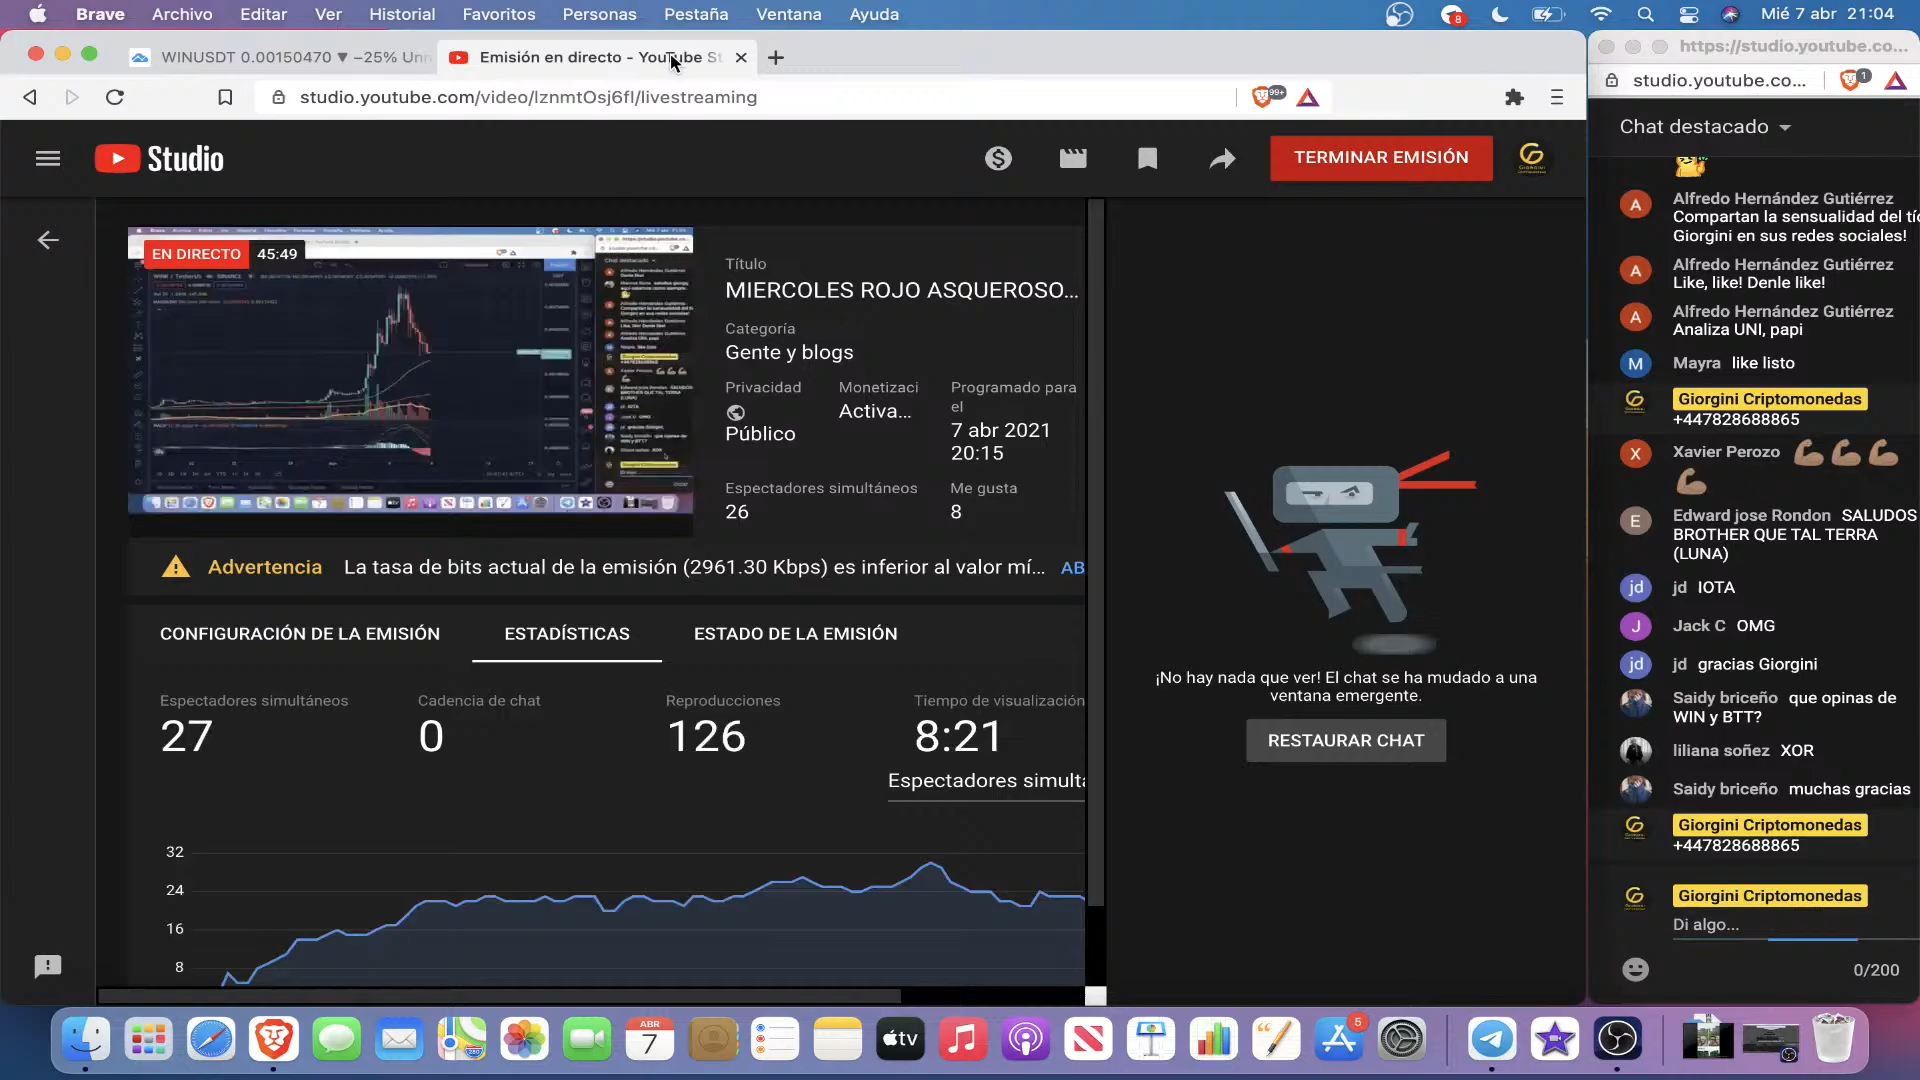 Brave Archivo Editar Ver Historial Favoritos Personas Pestaña Ventana Ayuda
8
Mié 7 abr 21:04
WINUSDT 0.00150470 ▼ −25% Unn
Emisión en directo - YouTube St
https://studio.youtube.co...
studio.youtube.com/video/lznmtOsj6fI/livestreaming
99+
studio.youtube.co...
1
Studio
TERMINAR EMISIÓN
EN DIRECTO 45:49
Título
MIERCOLES ROJO ASQUEROSO...
Categoría
Gente y blogs
Privacidad
Público
Monetizaci
Activa...
Programado para
el
7 abr 2021
20:15
Espectadores simultáneos
26
Me gusta
8
Advertencia La tasa de bits actual de la emisión (2961.30 Kbps) es inferior al valor mí... AB
CONFIGURACIÓN DE LA EMISIÓN
ESTADÍSTICAS
ESTADO DE LA EMISIÓN
Espectadores simultáneos
27
Cadencia de chat
0
Reproducciones
126
Tiempo de visualización
8:21
Espectadores simulta
32
24
16
8
¡No hay nada que ver! El chat se ha mudado a una
ventana emergente.
RESTAURAR CHAT
Chat destacado
Alfredo Hernández Gutiérrez
Compartan la sensualidad del tío
Giorgini en sus redes sociales!
Alfredo Hernández Gutiérrez
Like, like! Denle like!
Alfredo Hernández Gutiérrez
Analiza UNI, papi
Mayra like listo
Giorgini Criptomonedas
+447828688865
Xavier Perozo
Edward jose Rondon SALUDOS
BROTHER QUE TAL TERRA
(LUNA)
jd IOTA
Jack C OMG
jd gracias Giorgini
Saidy briceño que opinas de
WIN y BTT?
liliana soñez XOR
Saidy briceño muchas gracias
Giorgini Criptomonedas
+447828688865
Giorgini Criptomonedas
Di algo...
0/200
ABR
7
tv
5